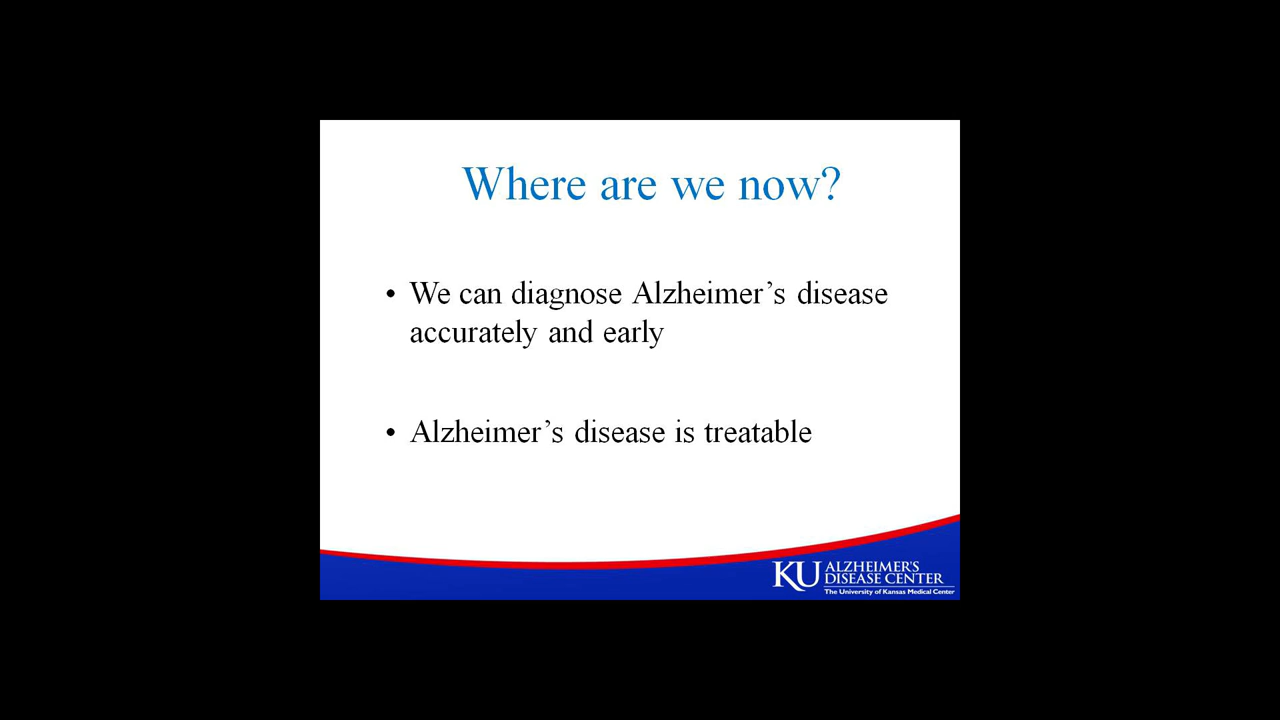 Where are we now?
• We can diagnose Alzheimer’s disease
accurately and early
• Alzheimer’s disease is treatable
KU ALZHEIMER'S
DISEASE CENTER
The University of Kansas Medical Center